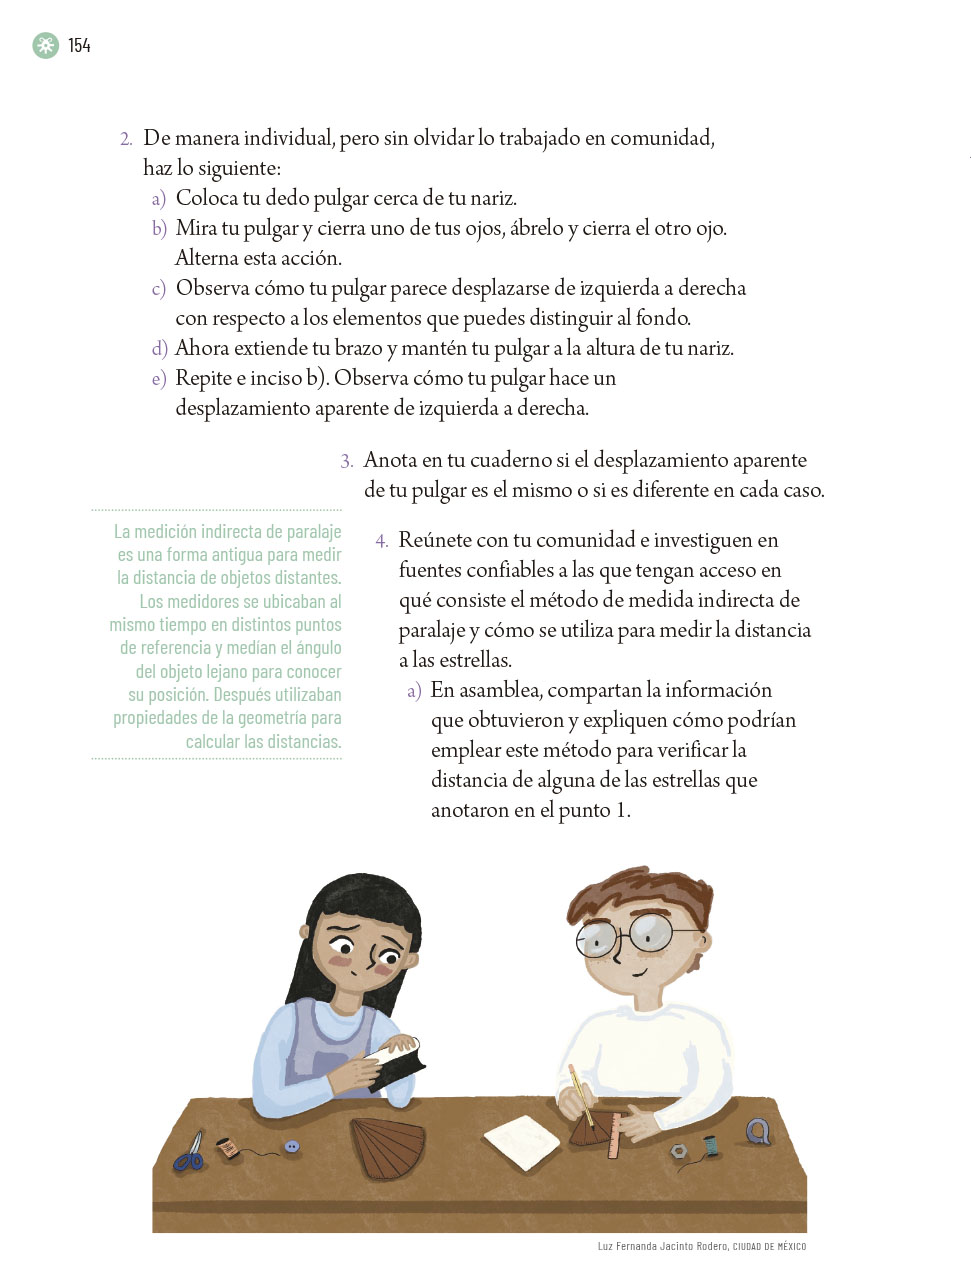 154
2. De manera individual, pero sin olvidar lo trabajado en comunidad,
haz lo siguiente:
a) Coloca tu dedo pulgar cerca de tu nariz.
b) Mira tu pulgar y cierra uno de tus ojos, ábrelo y cierra el otro ojo.
Alterna esta acción.
c) Observa cómo tu pulgar parece desplazarse de izquierda a derecha
con respecto a los elementos que puedes distinguir al fondo.
d) Ahora extiende tu brazo y mantén tu pulgar a la altura de tu nariz.
e) Repite e inciso b). Observa cómo tu pulgar hace un
desplazamiento aparente de izquierda a derecha.
3. Anota en tu cuaderno si el desplazamiento aparente
de tu pulgar es el mismo o si es diferente en cada caso.
La medición indirecta de paralaje
es una forma antigua para medir
la distancia de objetos distantes.
Los medidores se ubicaban al
mismo tiempo en distintos puntos
de referencia y medían el ángulo
del objeto lejano para conocer
su posición. Después utilizaban
propiedades de la geometría para
calcular las distancias.
4. Reúnete con tu comunidad e investiguen en
fuentes confiables a las que tengan acceso en
qué consiste el método de medida indirecta de
paralaje y cómo se utiliza para medir la distancia
a las estrellas.
a) En asamblea, compartan la información
que obtuvieron y expliquen cómo podrían
emplear este método para verificar la
distancia de alguna de las estrellas que
anotaron en el punto 1.
Luz Fernanda Jacinto Rodero, CIUDAD DE MÉXICO